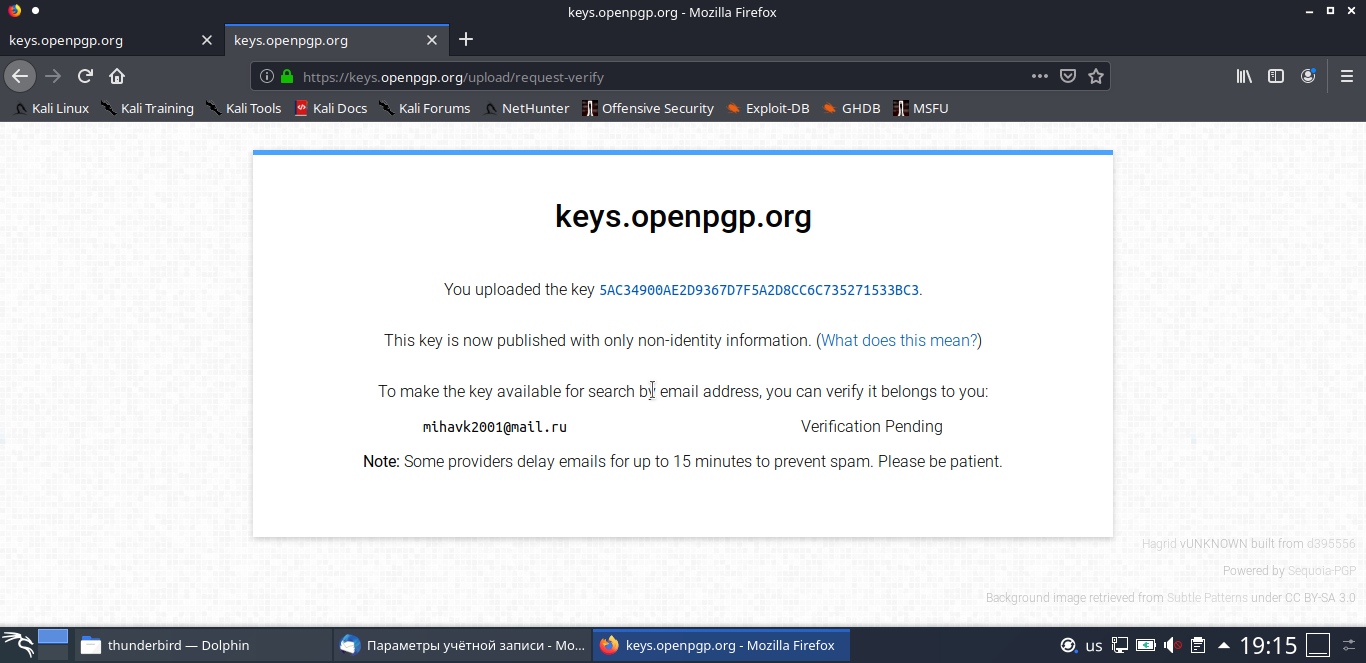 keys.openpgp.org - Mozilla Firefox
keys.openpgp.org
keys.openpgp.org
https://keys.openpgp.org/upload/request-verify
Kali Linux Kali Training Kali Tools Kali Docs Kali Forums NetHunter Offensive Security Exploit-DB GHDB MSFU
keys.openpgp.org
You uploaded the key 5AC34900AE2D9367D7F5A2D8CC6C735271533BC3.
This key is now published with only non-identity information. (What does this mean?)
To make the key available for search by email address, you can verify it belongs to you:
mihavk2001@mail.ru Verification Pending
Note: Some providers delay emails for up to 15 minutes to prevent spam. Please be patient.
Hagrid vUNKNOWN built from d395556
Powered by Sequoia-PGP
Background image retrieved from Subtle Patterns under CC BY-SA 3.0
thunderbird — Dolphin Параметры учётной записи - Mo... keys.openpgp.org - Mozilla Firefox us 19:15